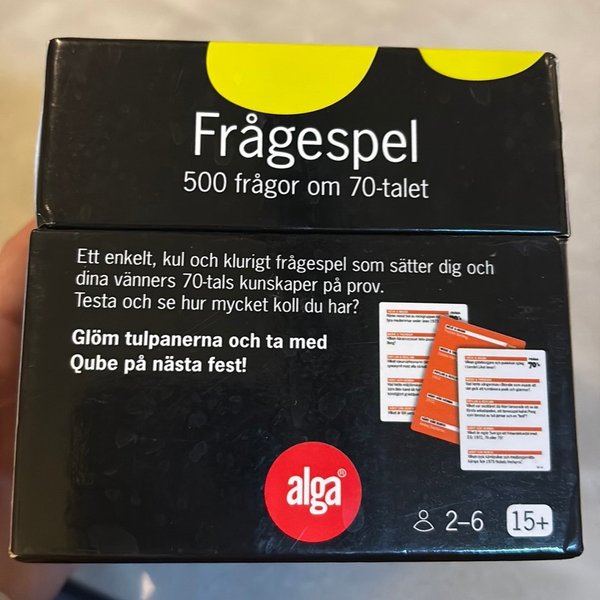 Frågespel
500 frågor om 70-talet
Ett enkelt, kul och klurigt frågespel som sätter dig och
dina vänners 70-tals kunskaper på prov.
Testa och se hur mycket koll du har?
Glöm tulpanerna och ta med
Qube på nästa fest!
70%
alga®
2–6
15+